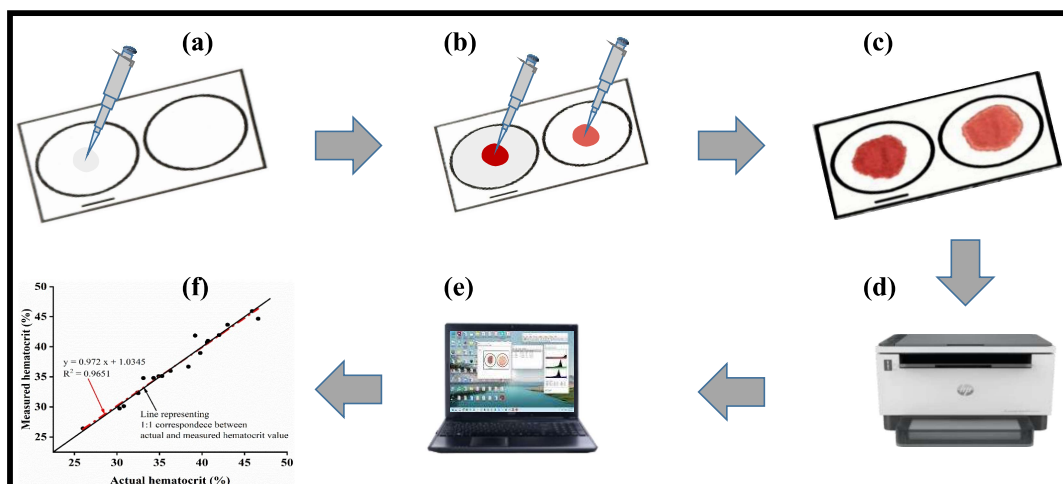 (a)
(b)
(c)
(d)
(e)
(f)
hp
Measured hematocrit (%)
50
45
40
35
30
25
y = 0.972 x + 1.0345
R² = 0.9651
Line representing
1:1 correspondece between
actual and measured hematocrit value
25 30 35 40 45 50
Actual hematocrit (%)